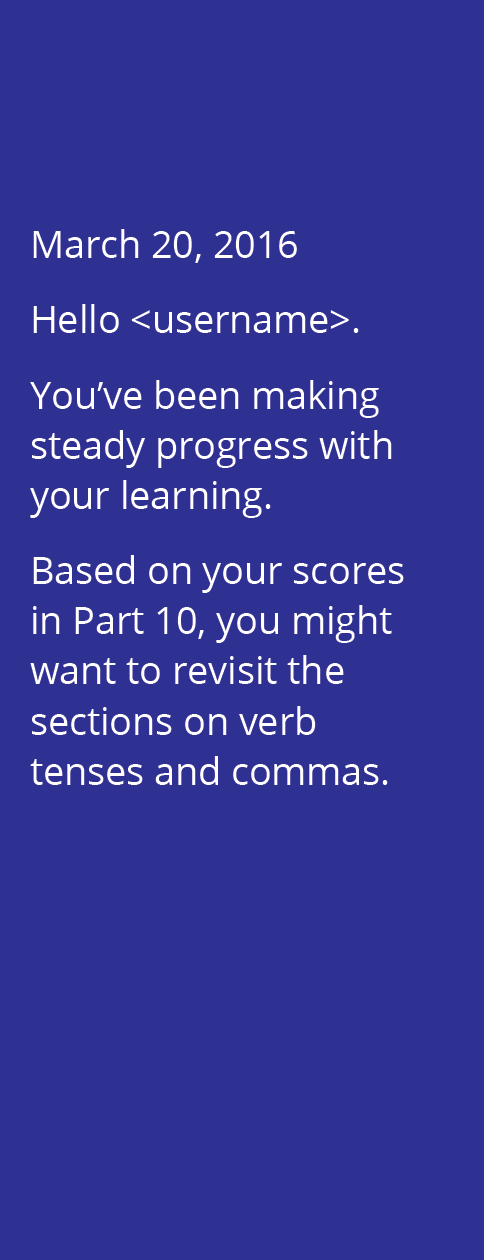 March 20, 2016
Hello <username>.
You’ve been making
steady progress with
your learning.
Based on your scores
in Part 10, you might
want to revisit the
sections on verb
tenses and commas.